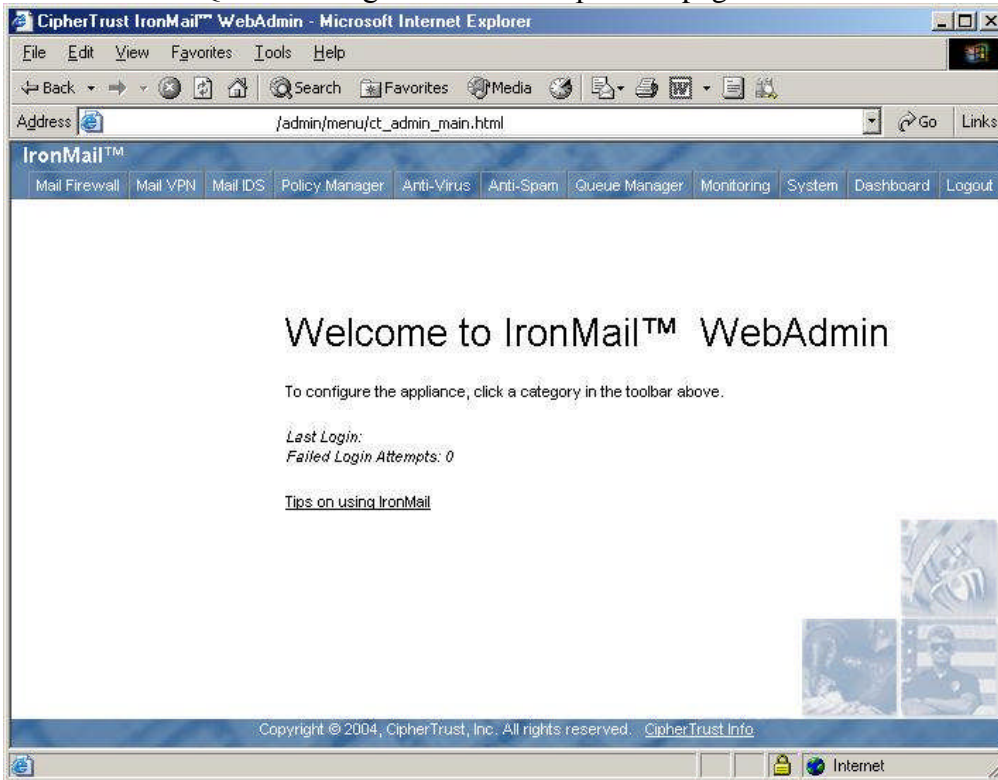 CipherTrust IronMail™ WebAdmin - Microsoft Internet Explorer
File Edit View Favorites Tools Help
Back Search Favorites Media
Address /admin/menu/ct_admin_main.html Go Links
IronMail™
Mail Firewall Mail VPN Mail IDS Policy Manager Anti-Virus Anti-Spam Queue Manager Monitoring System Dashboard Logout
Welcome to IronMail™ WebAdmin
To configure the appliance, click a category in the toolbar above.
Last Login:
Failed Login Attempts: 0
Tips on using IronMail
Copyright © 2004, CipherTrust, Inc. All rights reserved. CipherTrust Info
Internet